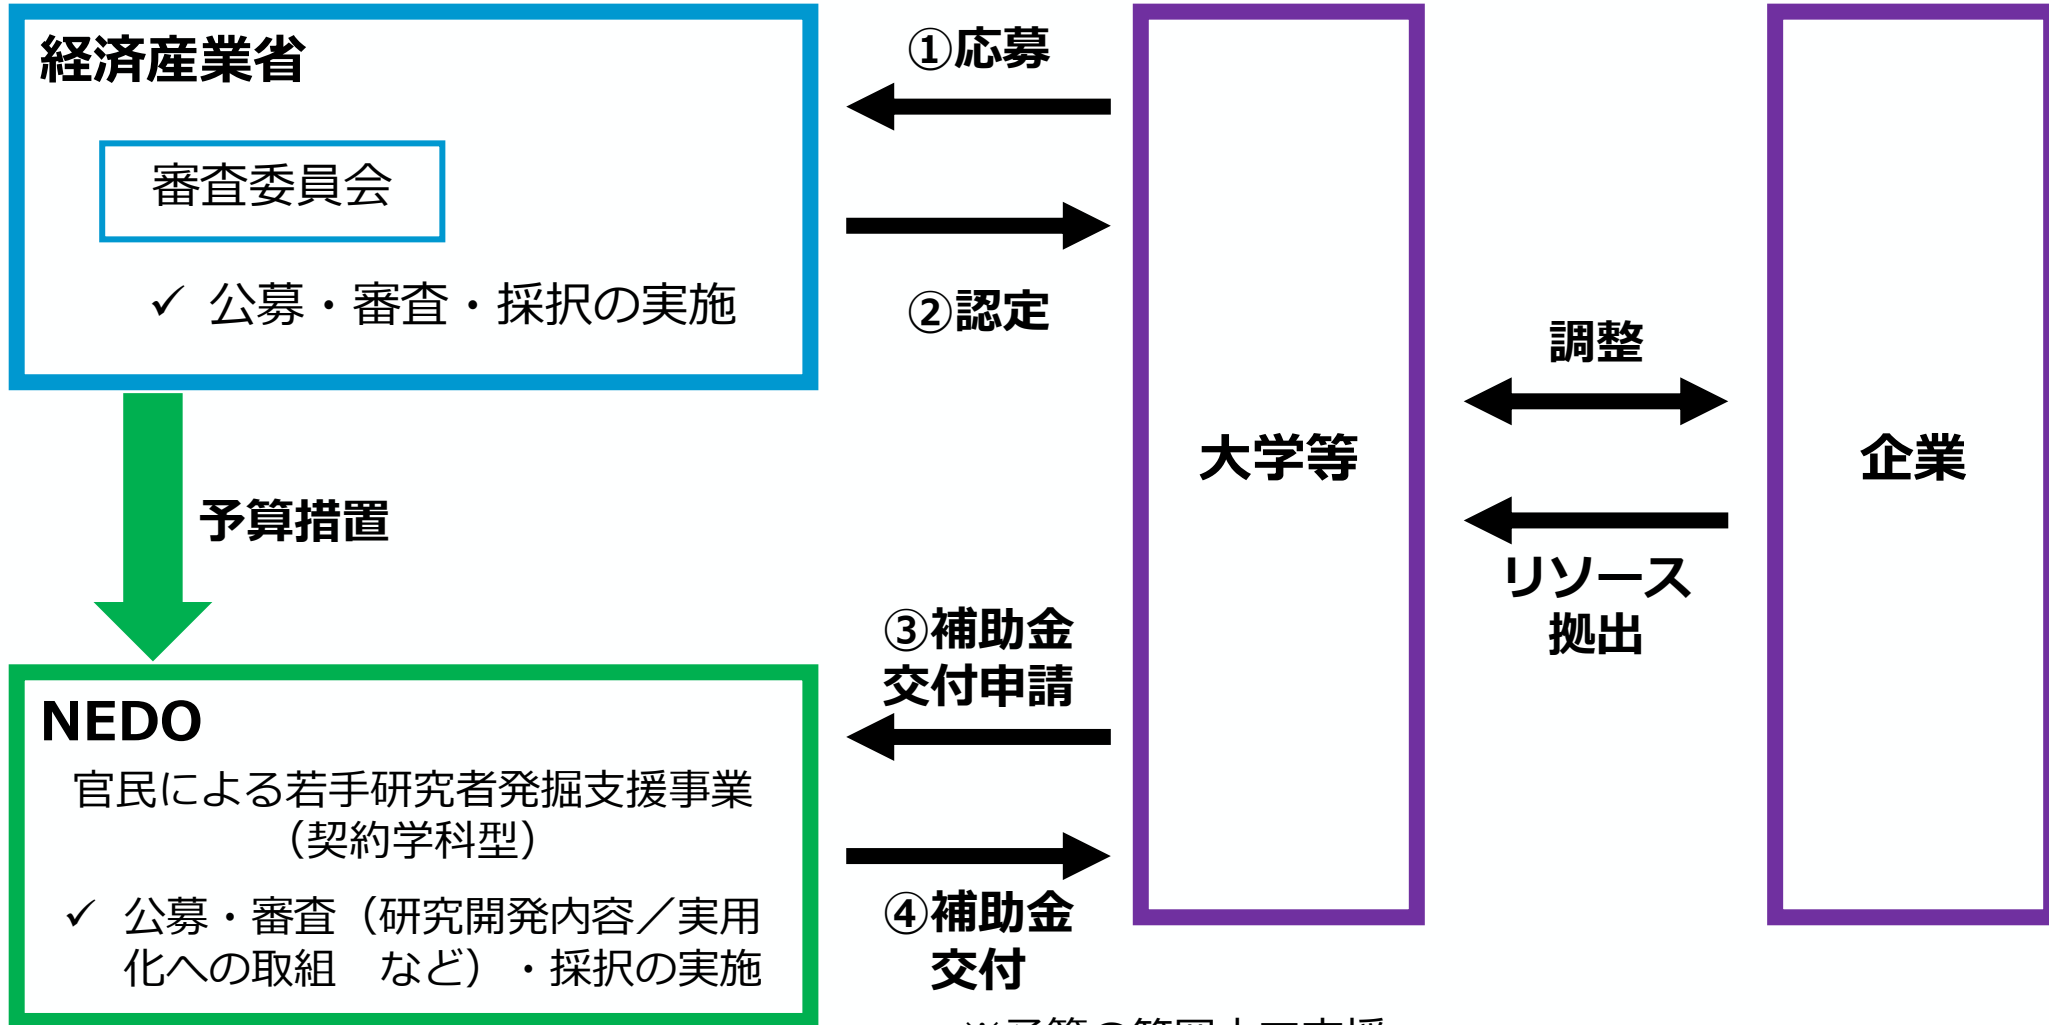 経済産業省
審査委員会
✓ 公募・審査・採択の実施
①応募
②認定
予算措置
NEDO
官民による若手研究者発掘支援事業
（契約学科型）
✓ 公募・審査（研究開発内容／実用
化への取組　など）・採択の実施
③補助金
交付申請
④補助金
交付
大学等
調整
リソース
拠出
企業